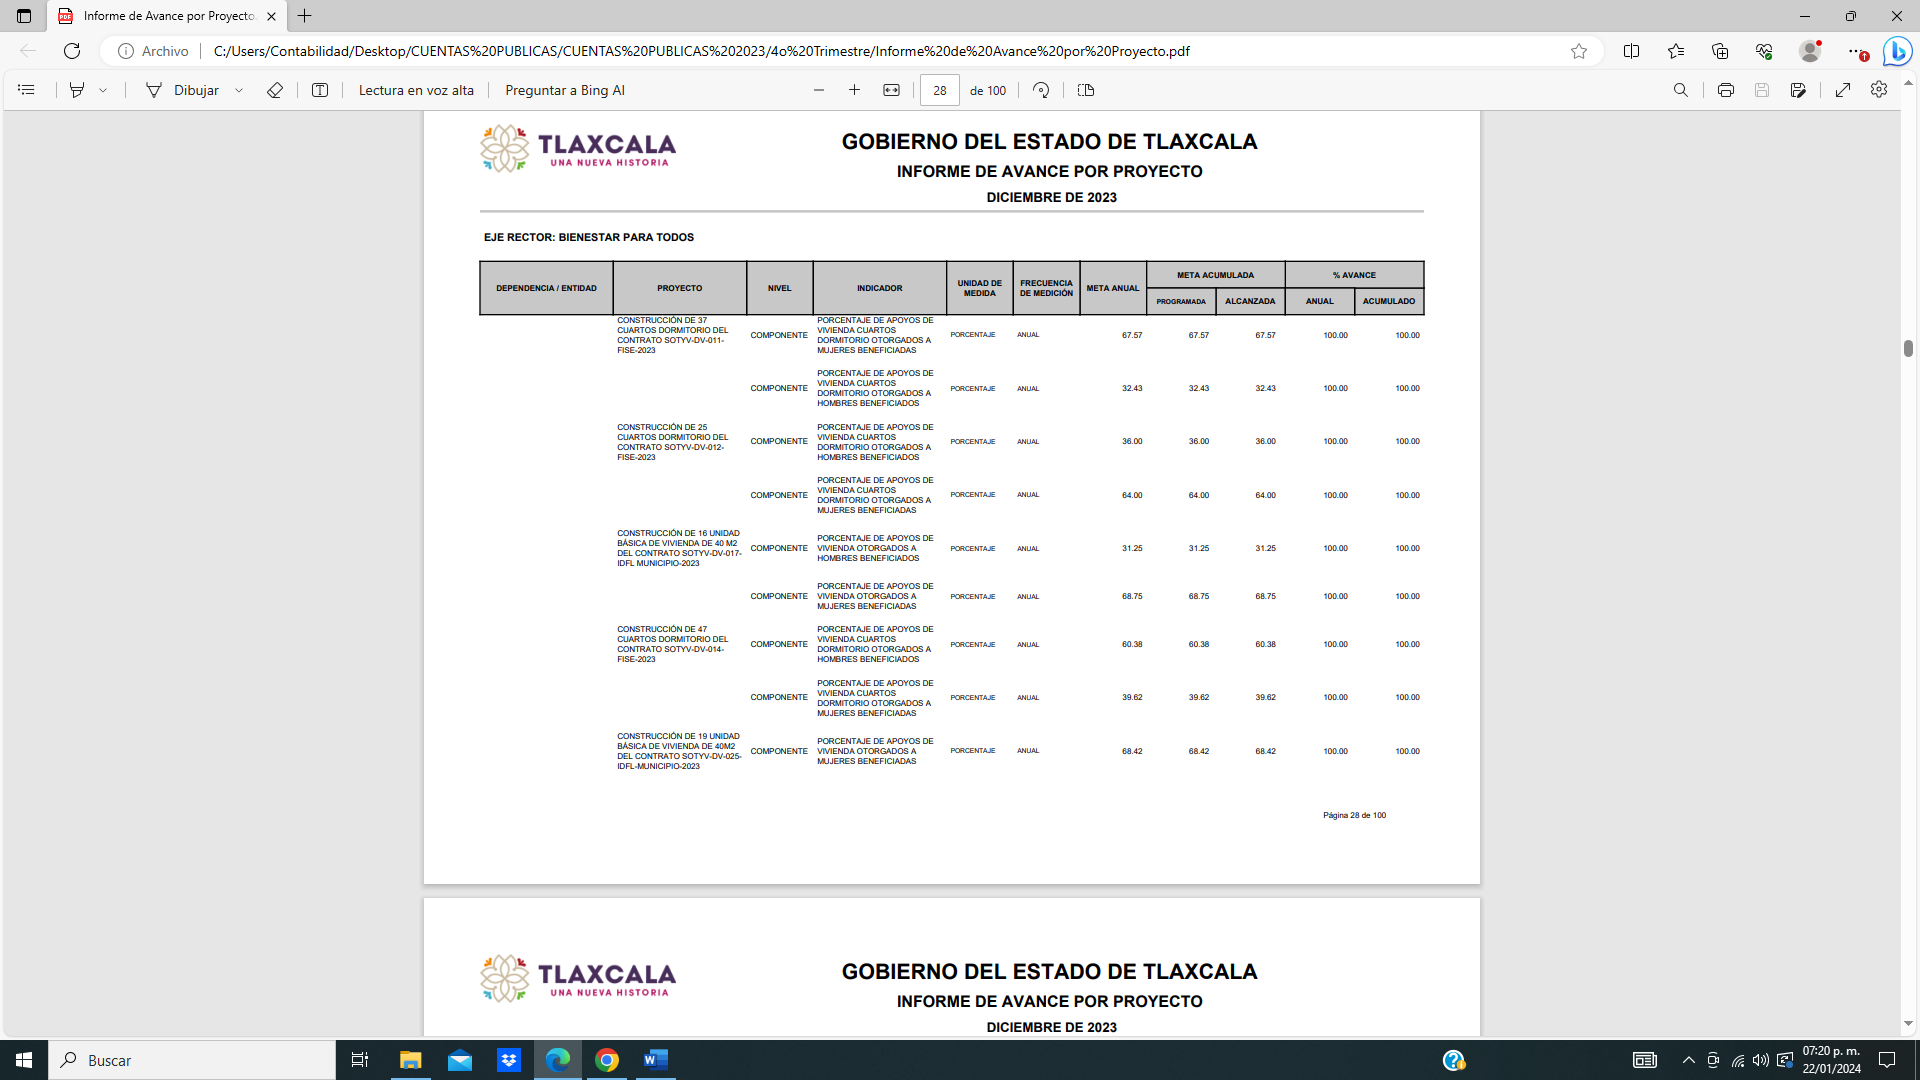 Informe de Avance por Proyecto.
Archivo
C:/Users/Contabilidad/Desktop/CUENTAS%20PUBLICAS/CUENTAS%20PUBLICAS%202023/4o%20Trimestre/Informe%20de%20Avance%20por%20Proyecto.pdf
Dibujar
Lectura en voz alta
Preguntar a Bing AI
28 de 100
TLAXCALA
UNA NUEVA HISTORIA
GOBIERNO DEL ESTADO DE TLAXCALA
INFORME DE AVANCE POR PROYECTO
DICIEMBRE DE 2023
EJE RECTOR: BIENESTAR PARA TODOS
DEPENDENCIA / ENTIDAD PROYECTO NIVEL INDICADOR UNIDAD DE MEDIDA FRECUENCIA DE MEDICIÓN META ANUAL META ACUMULADA % AVANCE
PROGRAMADA ALCANZADA ANUAL ACUMULADO
CONSTRUCCIÓN DE 37
CUARTOS DORMITORIO DEL
CONTRATO SOTYV-DV-011-
FISE-2023
COMPONENTE
PORCENTAJE DE APOYOS DE
VIVIENDA CUARTOS
DORMITORIO OTORGADOS A
MUJERES BENEFICIADAS
PORCENTAJE ANUAL 67.57 67.57 67.57 100.00 100.00
COMPONENTE
PORCENTAJE DE APOYOS DE
VIVIENDA CUARTOS
DORMITORIO OTORGADOS A
HOMBRES BENEFICIADOS
PORCENTAJE ANUAL 32.43 32.43 32.43 100.00 100.00
CONSTRUCCIÓN DE 25
CUARTOS DORMITORIO DEL
CONTRATO SOTYV-DV-012-
FISE-2023
COMPONENTE
PORCENTAJE DE APOYOS DE
VIVIENDA CUARTOS
DORMITORIO OTORGADOS A
HOMBRES BENEFICIADOS
PORCENTAJE ANUAL 36.00 36.00 36.00 100.00 100.00
COMPONENTE
PORCENTAJE DE APOYOS DE
VIVIENDA CUARTOS
DORMITORIO OTORGADOS A
MUJERES BENEFICIADAS
PORCENTAJE ANUAL 64.00 64.00 64.00 100.00 100.00
CONSTRUCCIÓN DE 16 UNIDAD
BÁSICA DE VIVIENDA DE 40 M2
DEL CONTRATO SOTYV-DV-017-
IDFL MUNICIPIO-2023
COMPONENTE
PORCENTAJE DE APOYOS DE
VIVIENDA OTORGADOS A
HOMBRES BENEFICIADOS
PORCENTAJE ANUAL 31.25 31.25 31.25 100.00 100.00
COMPONENTE
PORCENTAJE DE APOYOS DE
VIVIENDA OTORGADOS A
MUJERES BENEFICIADAS
PORCENTAJE ANUAL 68.75 68.75 68.75 100.00 100.00
CONSTRUCCIÓN DE 47
CUARTOS DORMITORIO DEL
CONTRATO SOTYV-DV-014-
FISE-2023
COMPONENTE
PORCENTAJE DE APOYOS DE
VIVIENDA CUARTOS
DORMITORIO OTORGADOS A
HOMBRES BENEFICIADOS
PORCENTAJE ANUAL 60.38 60.38 60.38 100.00 100.00
COMPONENTE
PORCENTAJE DE APOYOS DE
VIVIENDA CUARTOS
DORMITORIO OTORGADOS A
MUJERES BENEFICIADAS
PORCENTAJE ANUAL 39.62 39.62 39.62 100.00 100.00
CONSTRUCCIÓN DE 19 UNIDAD
BÁSICA DE VIVIENDA DE 40M2
DEL CONTRATO SOTYV-DV-025-
IDFL-MUNICIPIO-2023
COMPONENTE
PORCENTAJE DE APOYOS DE
VIVIENDA OTORGADOS A
MUJERES BENEFICIADAS
PORCENTAJE ANUAL 68.42 68.42 68.42 100.00 100.00
Página 28 de 100
TLAXCALA
UNA NUEVA HISTORIA
GOBIERNO DEL ESTADO DE TLAXCALA
INFORME DE AVANCE POR PROYECTO
DICIEMBRE DE 2023
Buscar
07:20 p. m.
22/01/2024